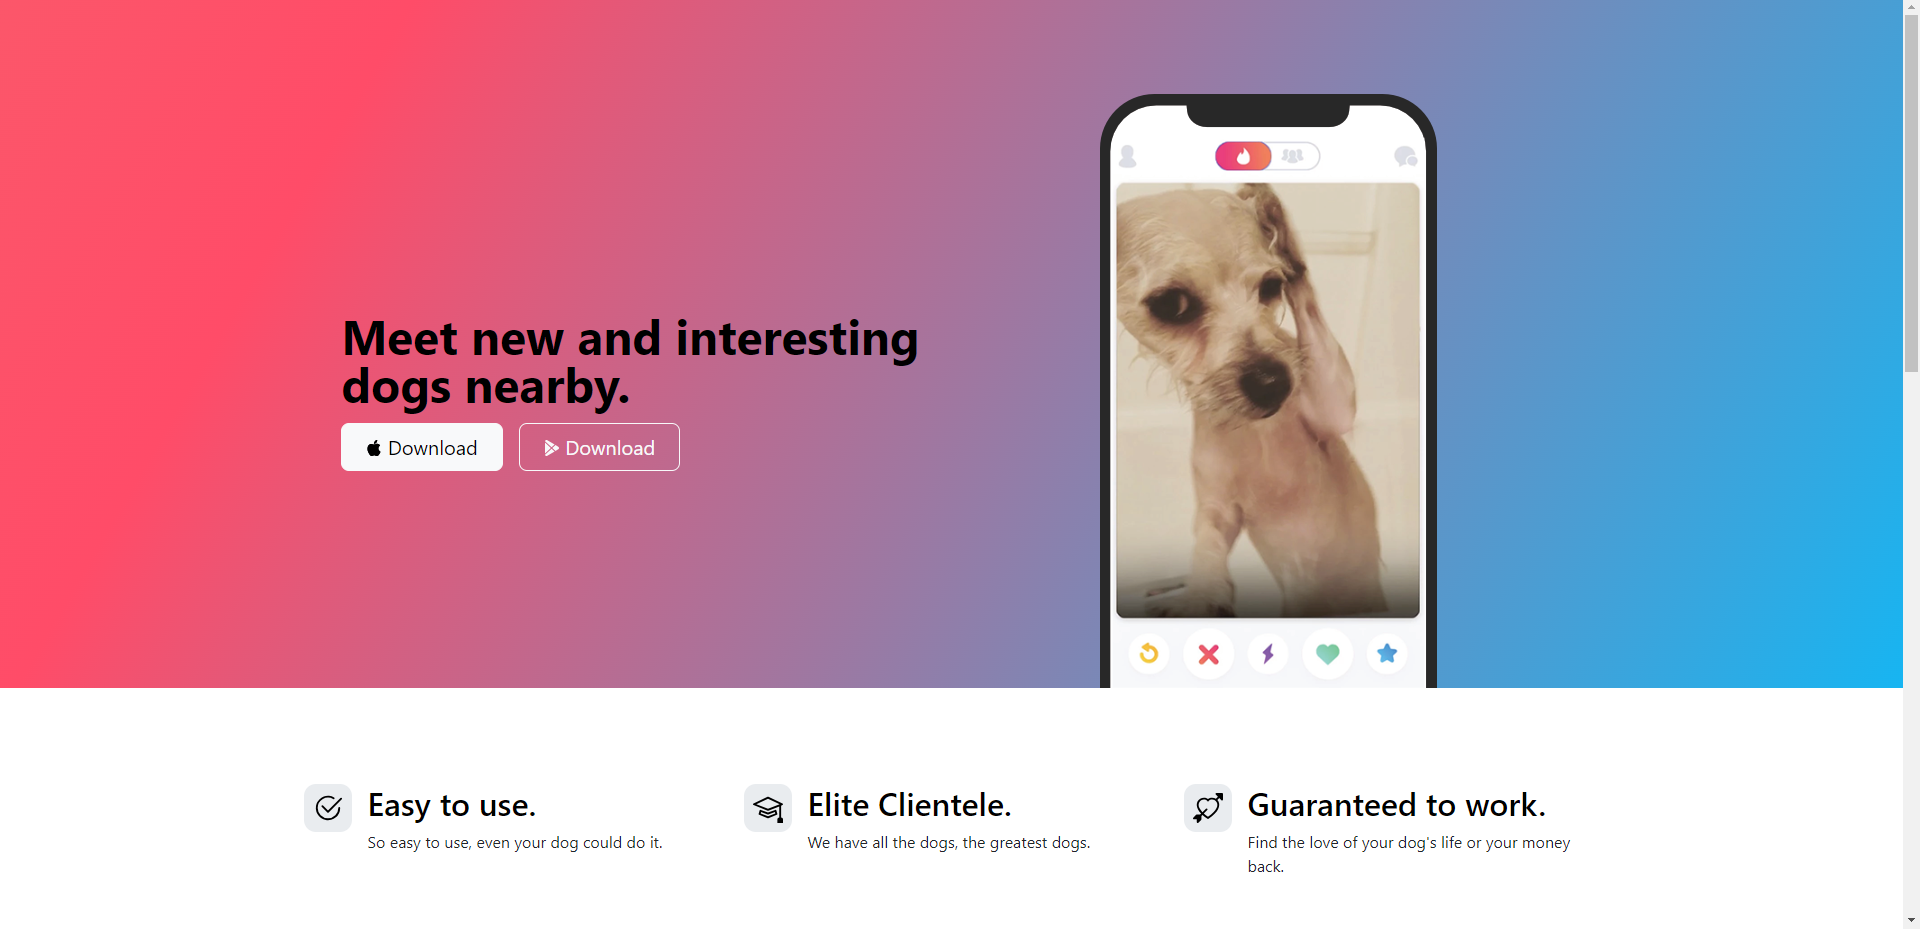 Meet new and interesting
dogs nearby.
Download
Download
Easy to use.
So easy to use, even your dog could do it.
Elite Clientele.
We have all the dogs, the greatest dogs.
Guaranteed to work.
Find the love of your dog's life or your money
back.